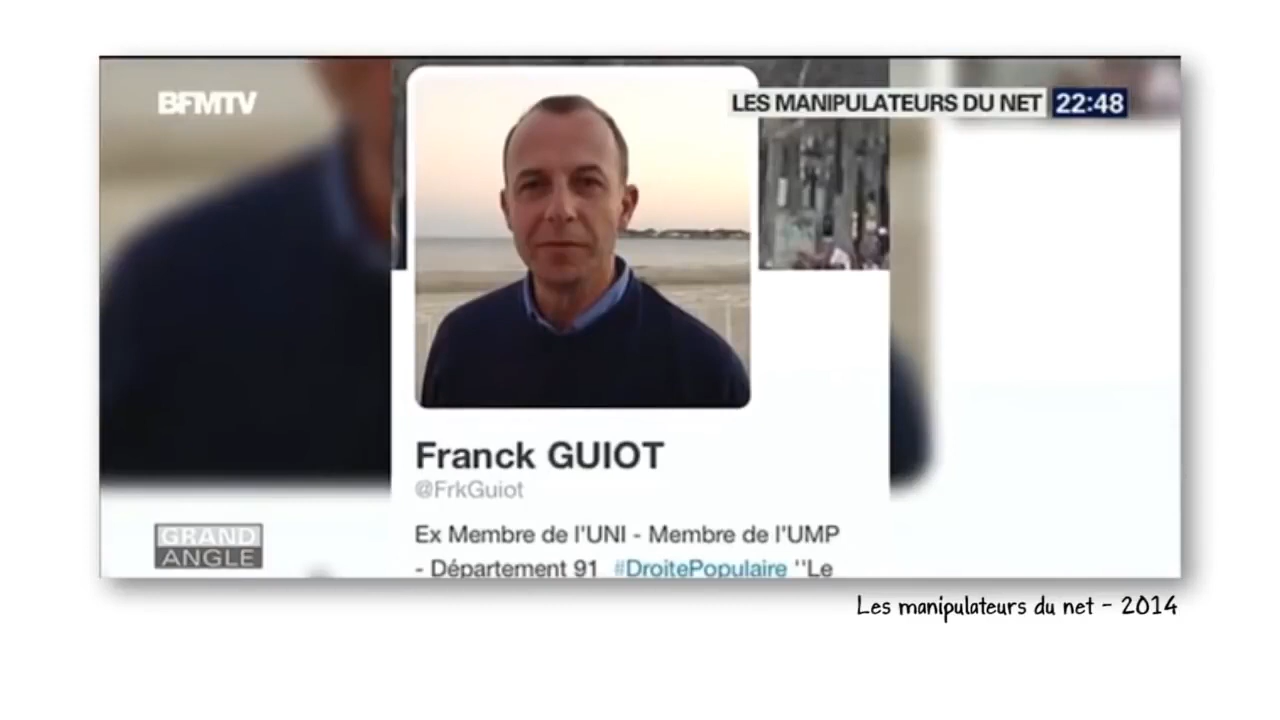 BFMTV
LES MANIPULATEURS DU NET 22:48
Franck GUIOT
@FrkGuiot
Ex Membre de l'UNI - Membre de l'UMP
- Département 91 #DroitePopulaire ''Le
GRAND
ANGLE
Les manipulateurs du net - 2014